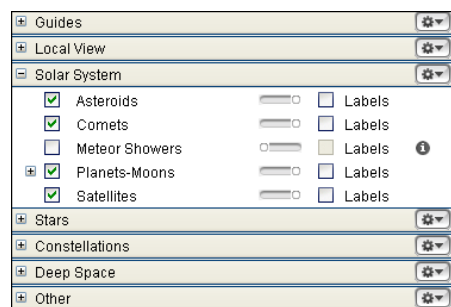 Guides
Local View
Solar System
Asteroids Labels
Comets Labels
Meteor Showers Labels
Planets-Moons Labels
Satellites Labels
Stars
Constellations
Deep Space
Other